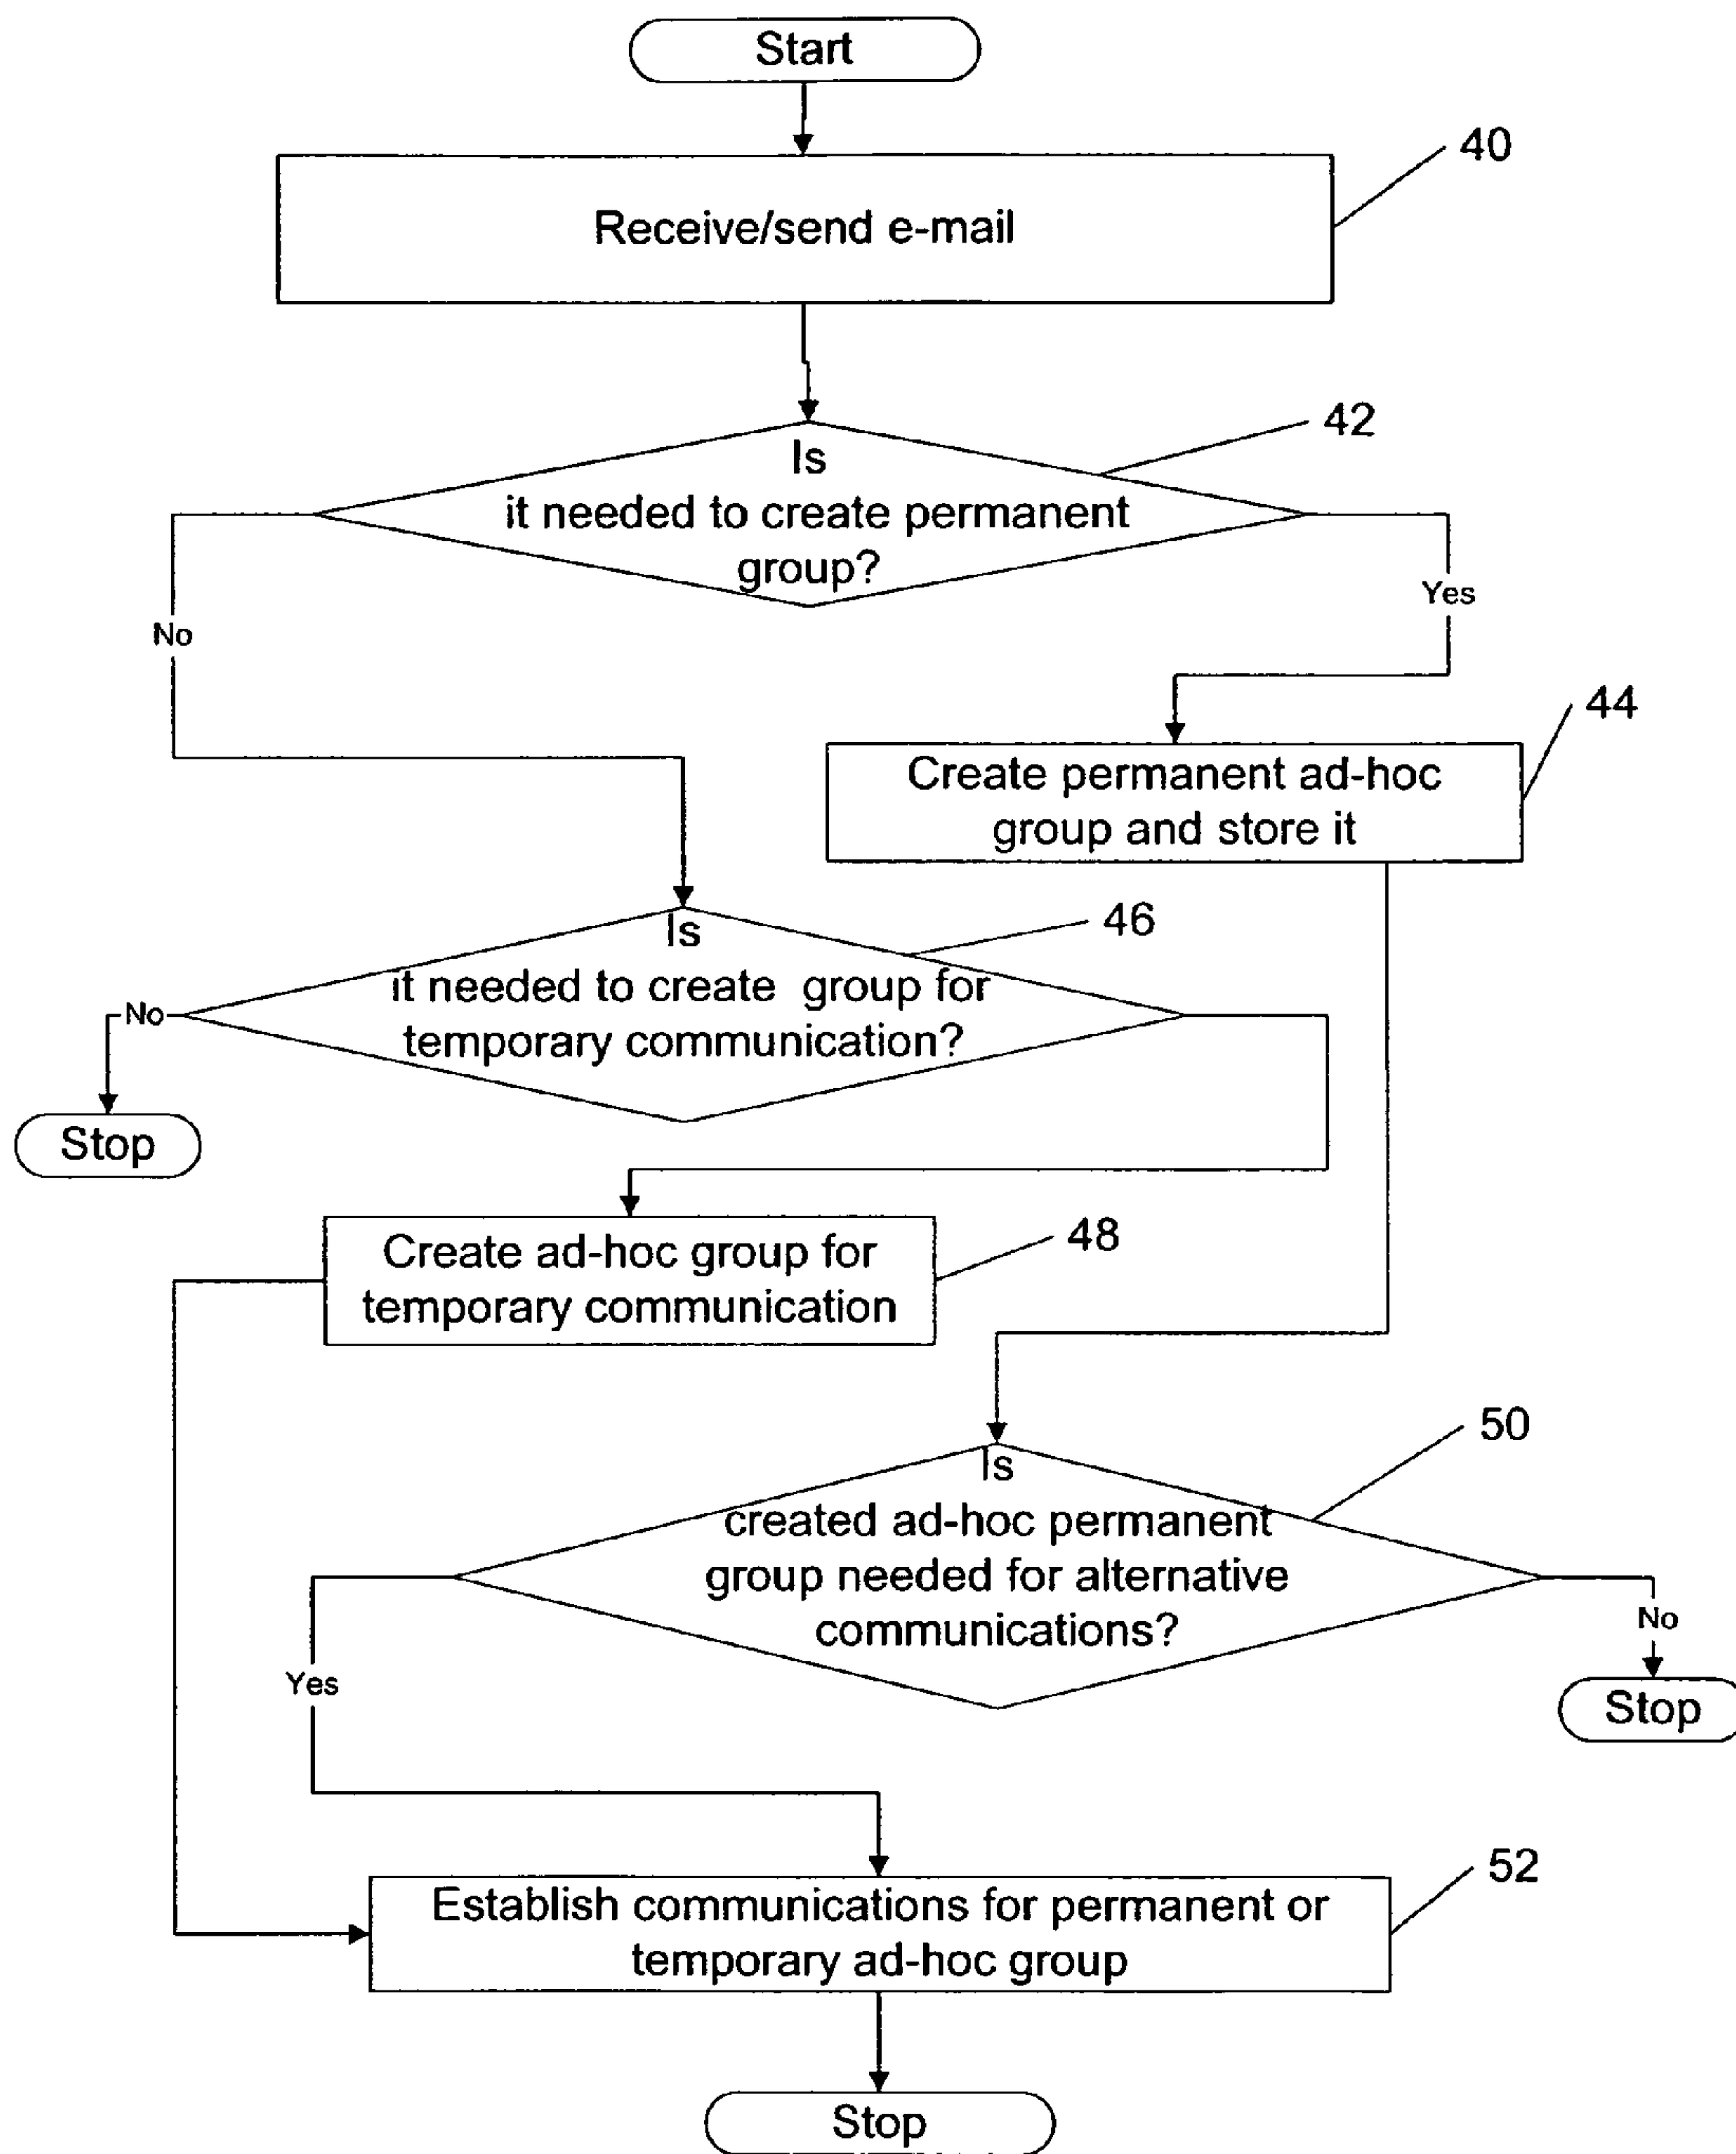 Start
40
Receive/send e-mail
42
Is
it needed to create permanent
group?
Yes
No
44
Create permanent ad-hoc
group and store it
46
Is
it needed to create group for
temporary communication?
No
Stop
48
Create ad-hoc group for
temporary communication
50
Is
created ad-hoc permanent
group needed for alternative
communications?
No
Yes
Stop
52
Establish communications for permanent or
temporary ad-hoc group
Stop